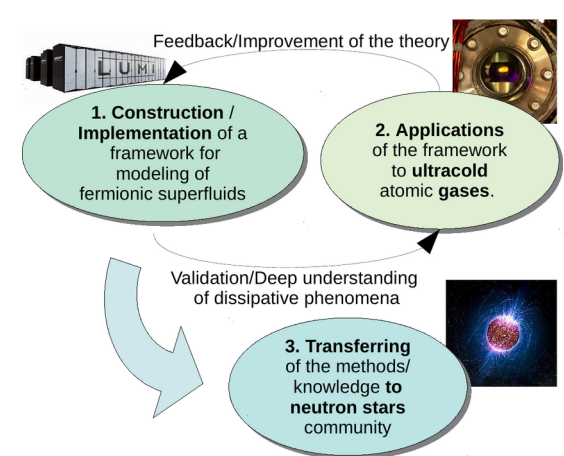 Feedback/Improvement of the theory
LUMI
1. Construction /
Implementation of a
framework for
modeling of
fermionic superfluids
2. Applications
of the framework
to ultracold
atomic gases.
Validation/Deep understanding
of dissipative phenomena
3. Transferring
of the methods/
knowledge to
neutron stars
community